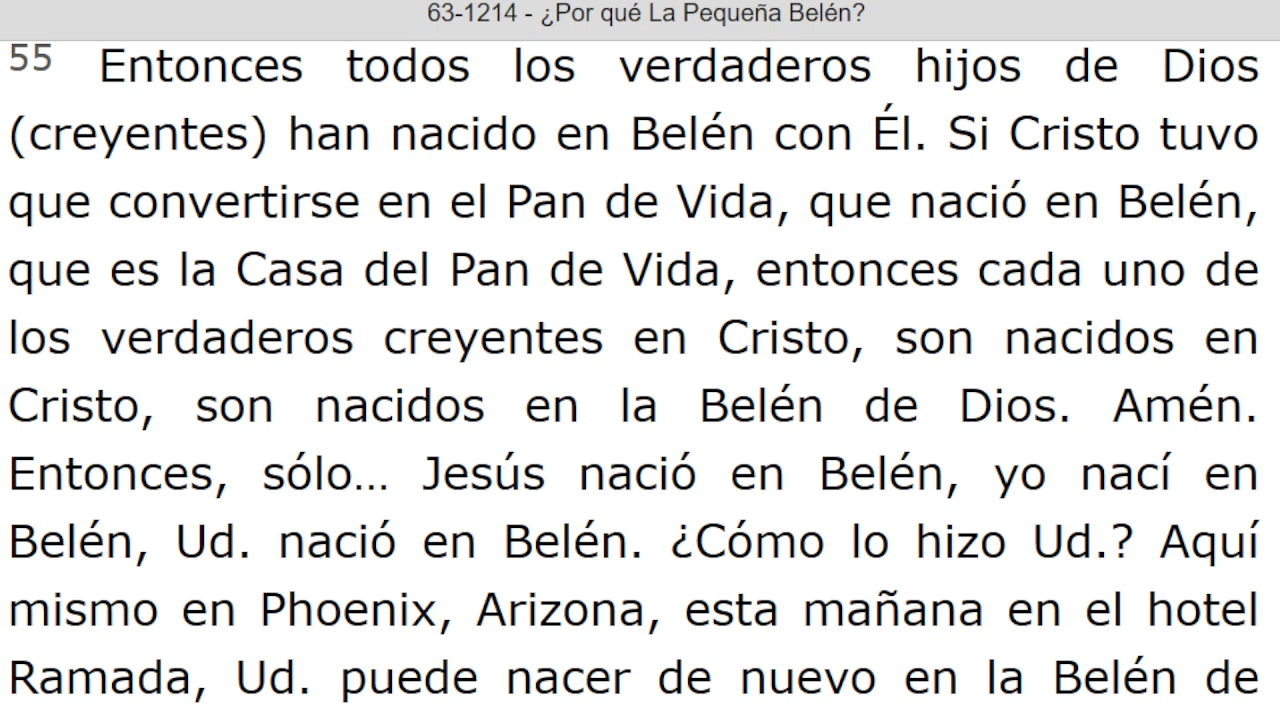 63-1214 - ¿Por qué La Pequeña Belén?
55 Entonces todos los verdaderos hijos de Dios
(creyentes) han nacido en Belén con Él. Si Cristo tuvo
que convertirse en el Pan de Vida, que nació en Belén,
que es la Casa del Pan de Vida, entonces cada uno de
los verdaderos creyentes en Cristo, son nacidos en
Cristo, son nacidos en la Belén de Dios. Amén.
Entonces, sólo... Jesús nació en Belén, yo nací en
Belén, Ud. nació en Belén. ¿Cómo lo hizo Ud.? Aquí
mismo en Phoenix, Arizona, esta mañana en el hotel
Ramada, Ud. puede nacer de nuevo en la Belén de